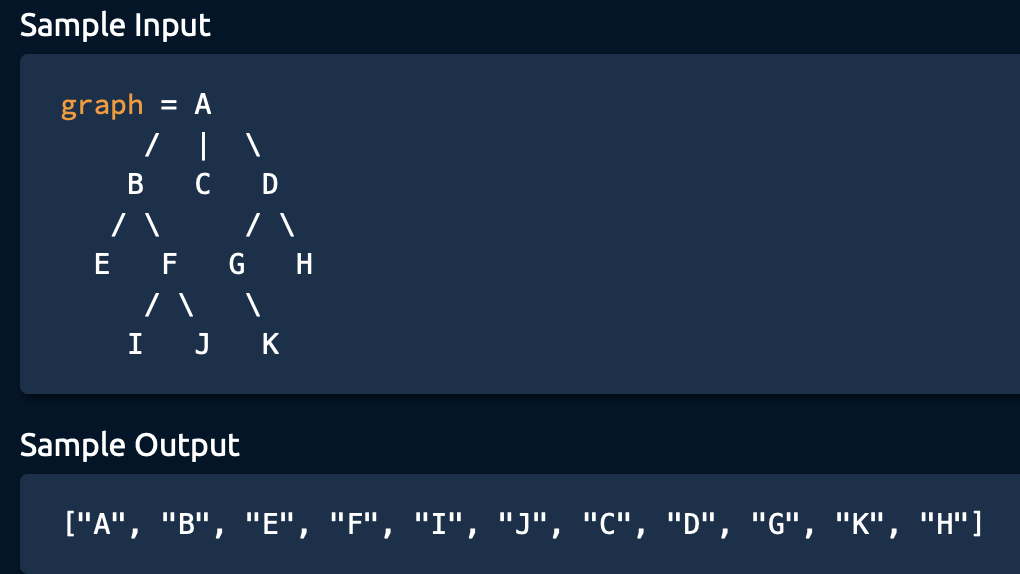 Sample Input
graph = A
     /  |  \
    B   C   D
   / \     / \
  E   F   G   H
     / \   \
    I   J   K
Sample Output
["A", "B", "E", "F", "I", "J", "C", "D", "G", "K", "H"]